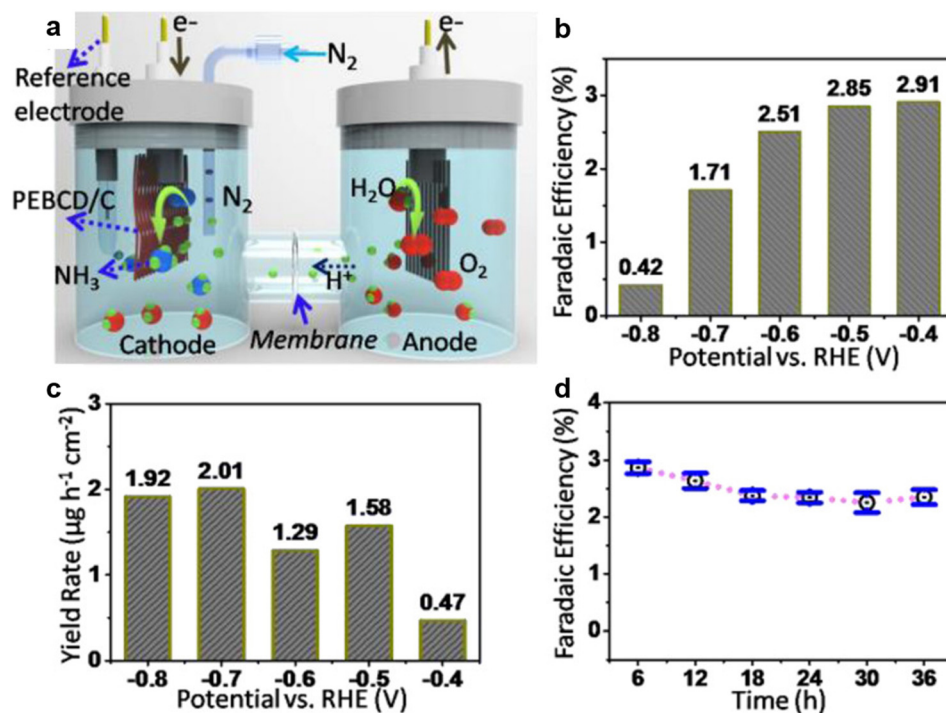 a
e-
e-
N₂
Reference
electrode
PEBCD/C
N₂
H₂O
NH₃
H⁺
O₂
Cathode
Membrane
Anode
b
Faradaic Efficiency (%)
3
2
1
0
0.42
1.71
2.51
2.85
2.91
-0.8 -0.7 -0.6 -0.5 -0.4
Potential vs. RHE (V)
c
Yield Rate (µg h⁻¹ cm⁻²)
3
2
1
0
1.92
2.01
1.29
1.58
0.47
-0.8 -0.7 -0.6 -0.5 -0.4
Potential vs. RHE (V)
d
Faradaic Efficiency (%)
4
3
2
1
0
6 12 18 24 30 36
Time (h)